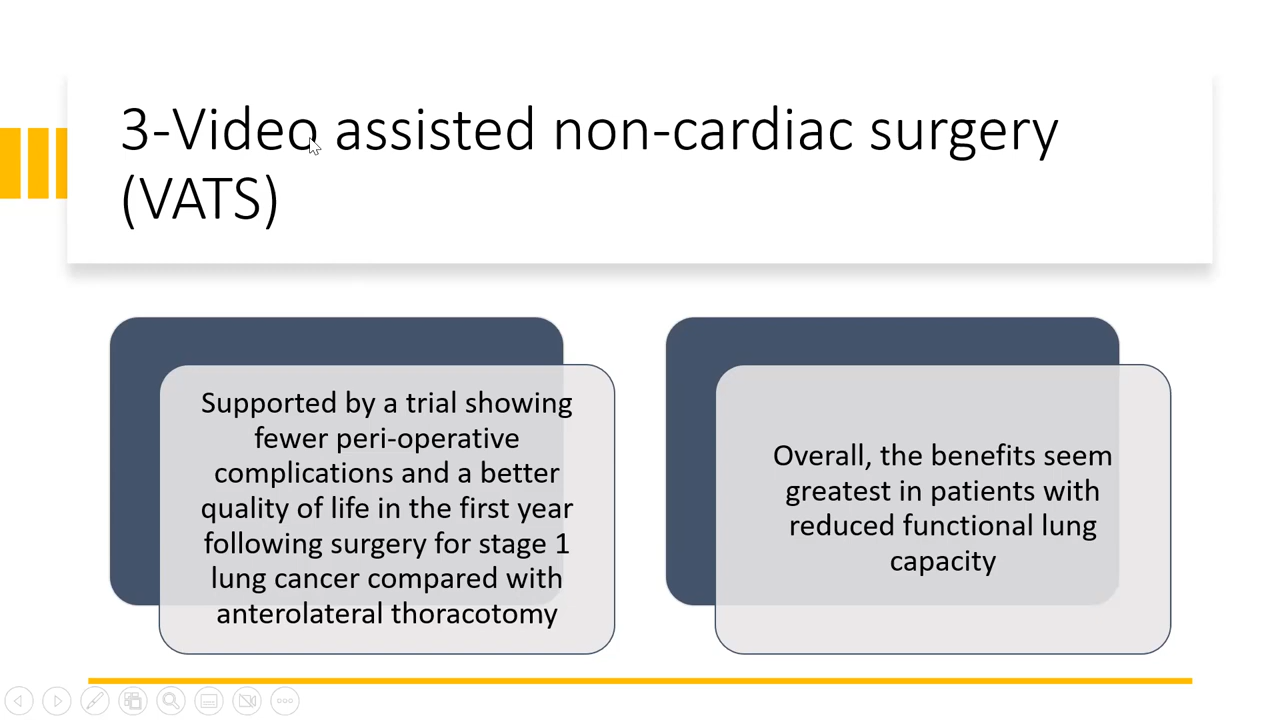 3-Video assisted non-cardiac surgery
(VATS)
Supported by a trial showing
fewer peri-operative
complications and a better
quality of life in the first year
following surgery for stage 1
lung cancer compared with
anterolateral thoracotomy
Overall, the benefits seem
greatest in patients with
reduced functional lung
capacity